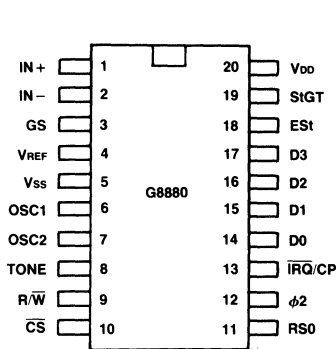 IN + 1 20 VDD
IN − 2 19 StGT
GS 3 18 ESt
VREF 4 17 D3
VSS 5 16 D2
G8880
OSC1 6 15 D1
OSC2 7 14 D0
TONE 8 13 I̅R̅Q̅/CP
R/W̅ 9 12 ϕ2
C̅S̅ 10 11 RS0